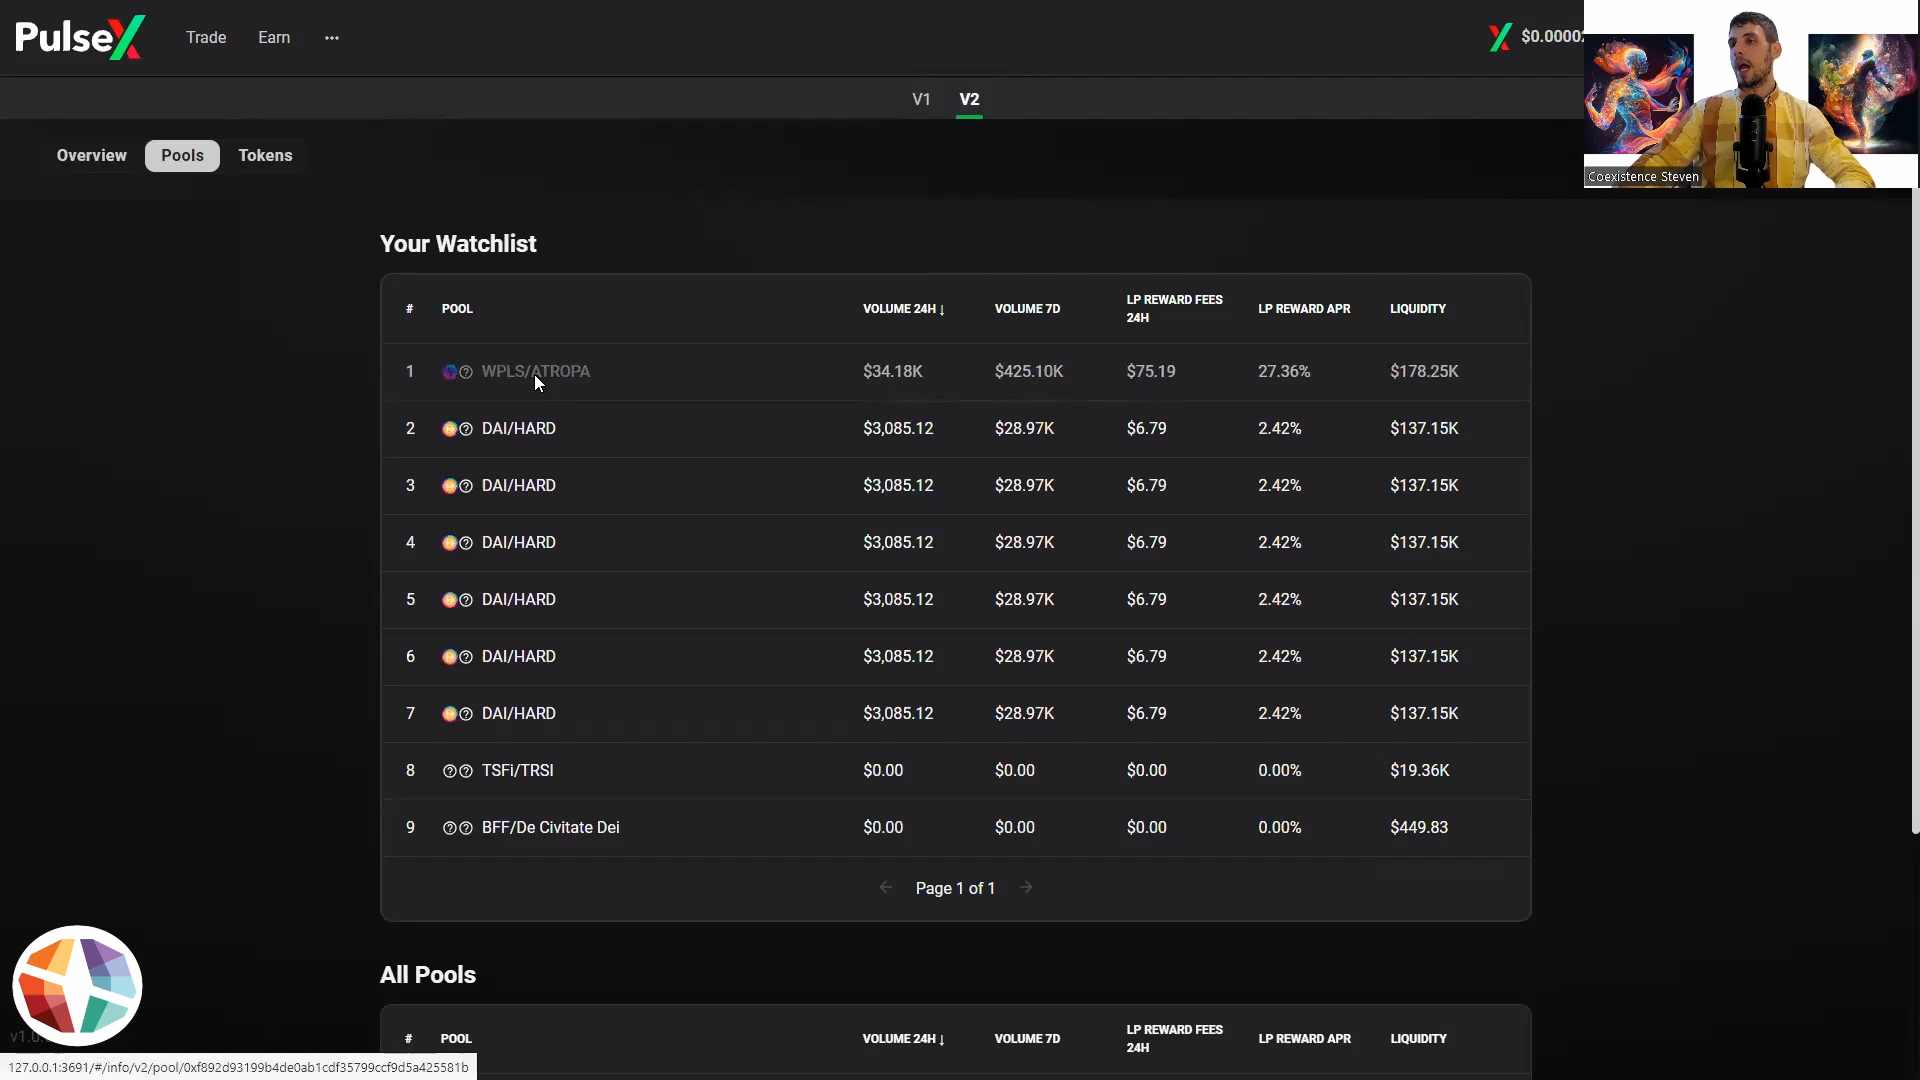 PulseX
Trade Earn ...
$0.00002
V1 V2
Overview Pools Tokens
Coexistence Steven
Your Watchlist
# POOL VOLUME 24H ↓ VOLUME 7D LP REWARD FEES 24H LP REWARD APR LIQUIDITY
1 WPLS/ATROPA $34.18K $425.10K $75.19 27.36% $178.25K
2 DAI/HARD $3,085.12 $28.97K $6.79 2.42% $137.15K
3 DAI/HARD $3,085.12 $28.97K $6.79 2.42% $137.15K
4 DAI/HARD $3,085.12 $28.97K $6.79 2.42% $137.15K
5 DAI/HARD $3,085.12 $28.97K $6.79 2.42% $137.15K
6 DAI/HARD $3,085.12 $28.97K $6.79 2.42% $137.15K
7 DAI/HARD $3,085.12 $28.97K $6.79 2.42% $137.15K
8 TSFi/TRSI $0.00 $0.00 $0.00 0.00% $19.36K
9 BFF/De Civitate Dei $0.00 $0.00 $0.00 0.00% $449.83
← Page 1 of 1 →
All Pools
# POOL VOLUME 24H ↓ VOLUME 7D LP REWARD FEES 24H LP REWARD APR LIQUIDITY
127.0.0.1:3691/#/info/v2/pool/0xf892d93199b4de0ab1cdf35799ccf9d5a425581b